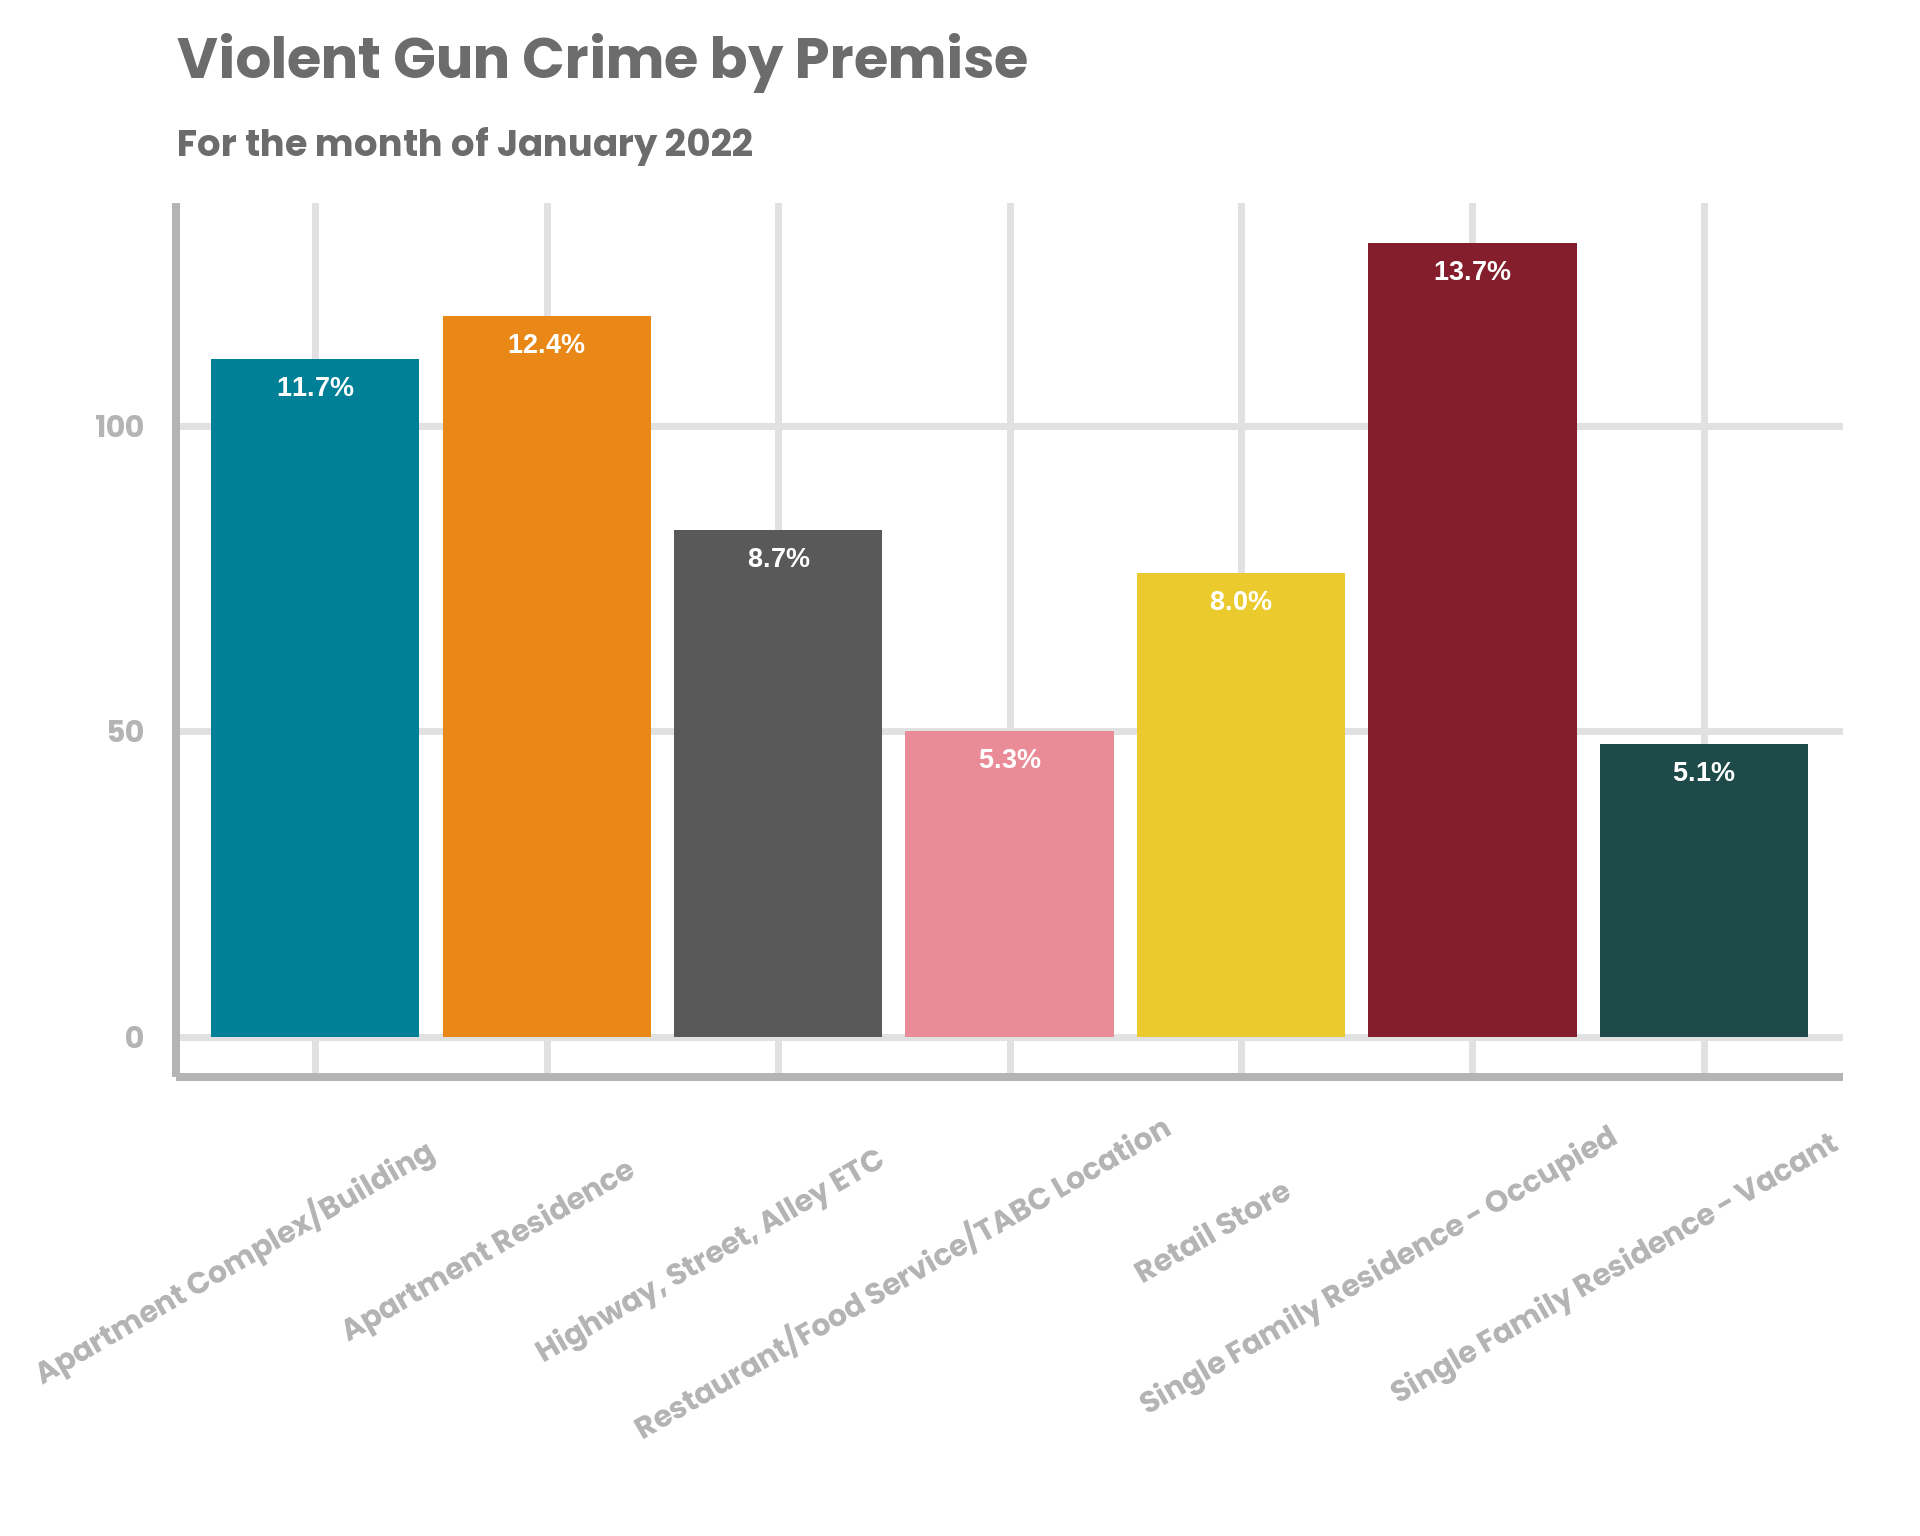 Violent Gun Crime by Premise
For the month of January 2022
13.7%
12.4%
11.7%
100
8.7%
8.0%
50
5.3%
5.1%
0
Apartment Complex/Building
Apartment Residence
Highway, Street, Alley ETC
Restaurant/Food Service/TABC Location
Retail Store
Single Family Residence - Occupied
Single Family Residence - Vacant